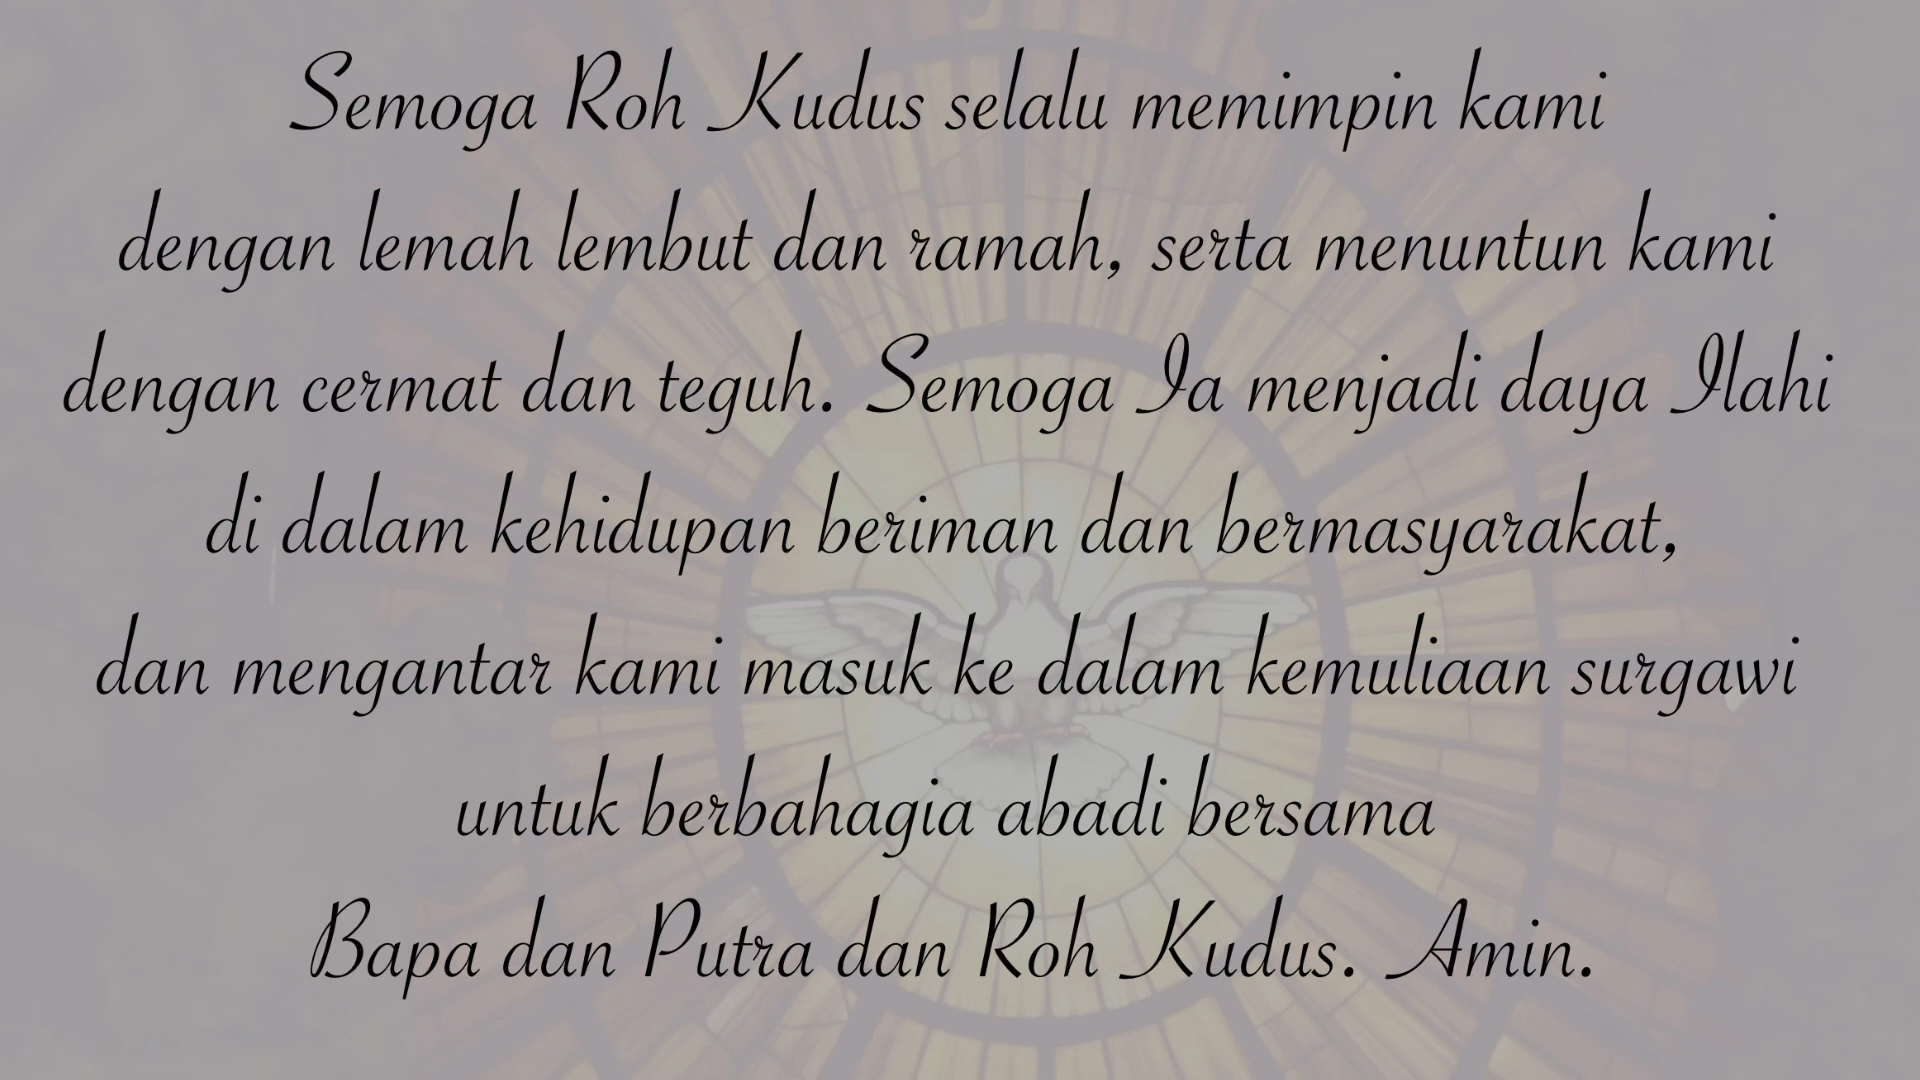 Semoga Roh Kudus selalu memimpin kami
dengan lemah lembut dan ramah, serta menuntun kami
dengan cermat dan teguh. Semoga Ia menjadi daya Ilahi
di dalam kehidupan beriman dan bermasyarakat,
dan mengantar kami masuk ke dalam kemuliaan surgawi
untuk berbahagia abadi bersama
Bapa dan Putra dan Roh Kudus. Amin.